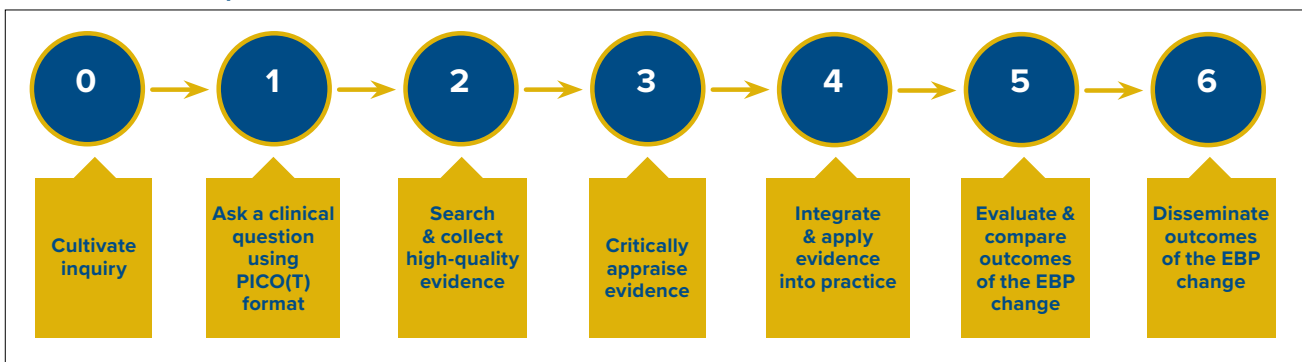 0
1
2
3
4
5
6
Cultivate
inquiry
Ask a clinical
question
using
PICO(T)
format
Search
& collect
high-quality
evidence
Critically
appraise
evidence
Integrate
& apply
evidence
into practice
Evaluate &
compare
outcomes
of the EBP
change
Disseminate
outcomes
of the EBP
change